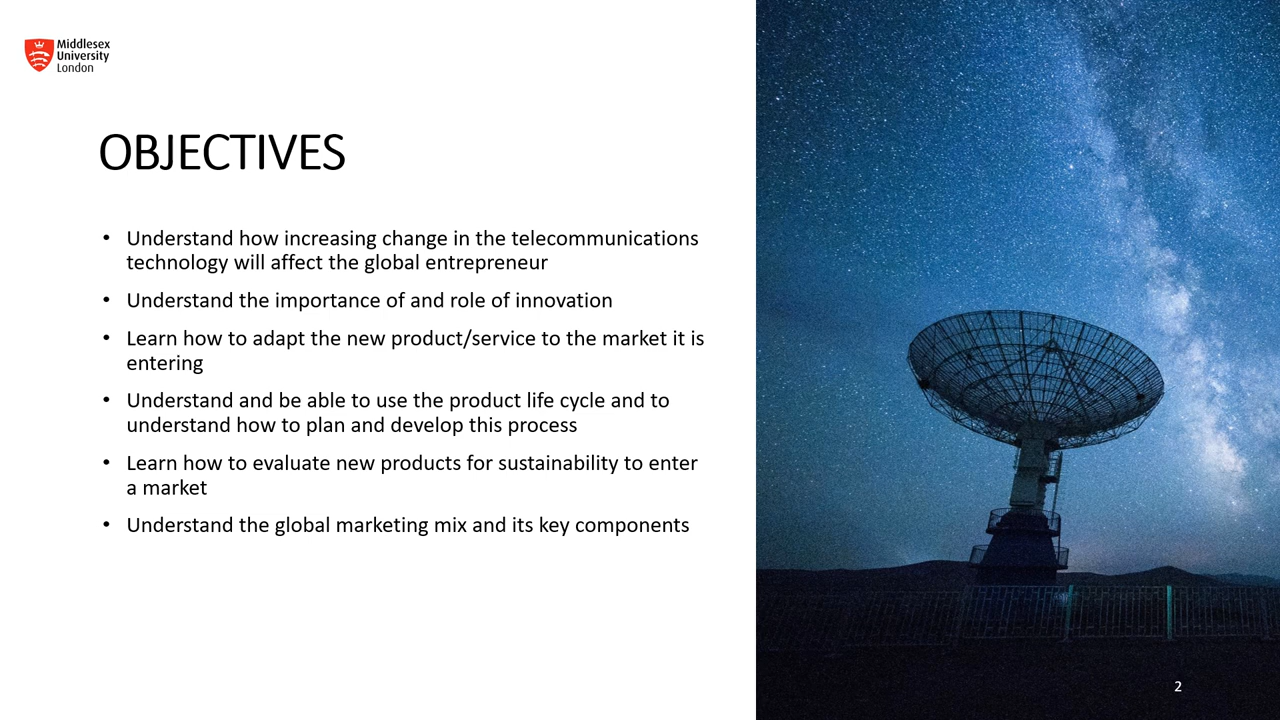 Middlesex
University
London
OBJECTIVES
• Understand how increasing change in the telecommunications
technology will affect the global entrepreneur
• Understand the importance of and role of innovation
• Learn how to adapt the new product/service to the market it is
entering
• Understand and be able to use the product life cycle and to
understand how to plan and develop this process
• Learn how to evaluate new products for sustainability to enter
a market
• Understand the global marketing mix and its key components
2